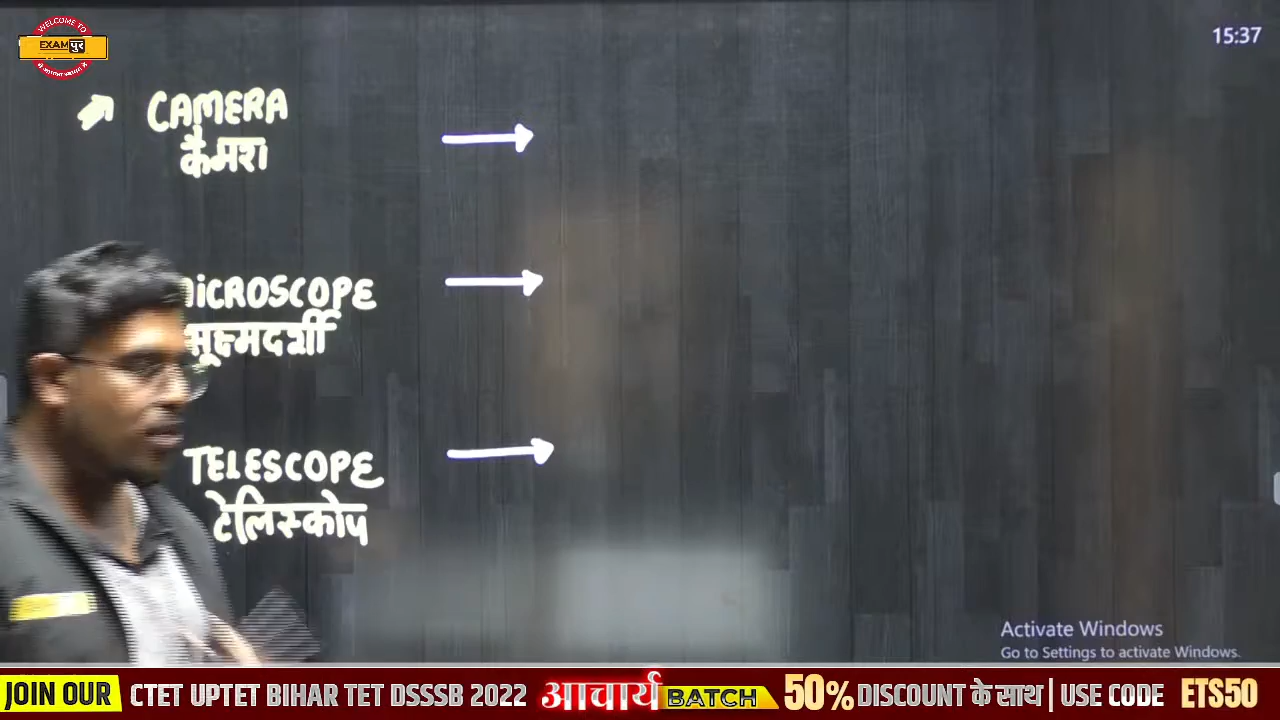 WELCOME TO
EXAMपुर
15:37
CAMERA
कैमरा
MiCROSCOPE
सूक्ष्मदर्शी
TELESCOPE
टेलिस्कोप
Activate Windows
Go to Settings to activate Windows.
JOIN OUR CTET UPTET BIHAR TET DSSSB 2022 आचार्य BATCH 50% DISCOUNT के साथ | USE CODE ETS50